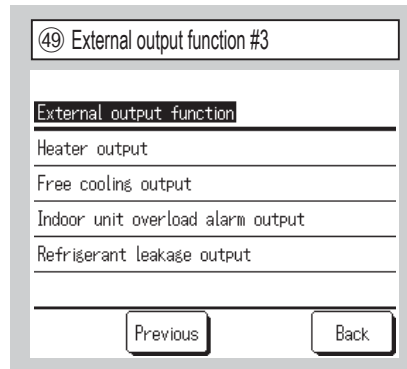 ㊾ External output function #3
External output function
Heater output
Free cooling output
Indoor unit overload alarm output
Refrigerant leakage output
Previous Back